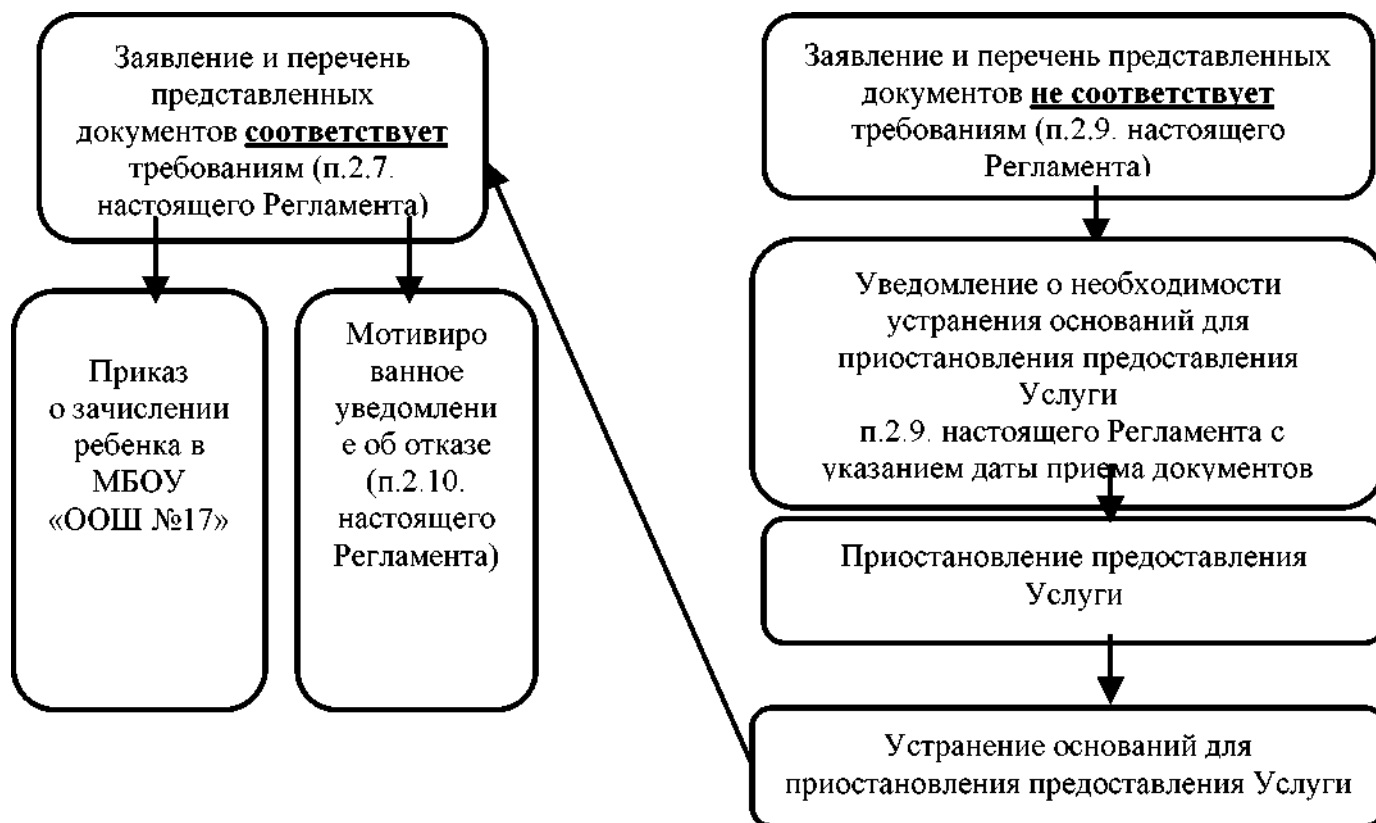 Заявление и перечень
представленных
документов соответствует
требованиям (п.2.7.
настоящего Регламента)
Приказ
о зачислении
ребенка в
МБОУ
«ООШ №17»
Мотивиро
ванное
уведомлени
е об отказе
(п.2.10.
настоящего
Регламента)
Заявление и перечень представленных
документов не соответствует
требованиям (п.2.9. настоящего
Регламента)
Уведомление о необходимости
устранения оснований для
приостановления предоставления
Услуги
п.2.9. настоящего Регламента с
указанием даты приема документов
Приостановление предоставления
Услуги
Устранение оснований для
приостановления предоставления Услуги